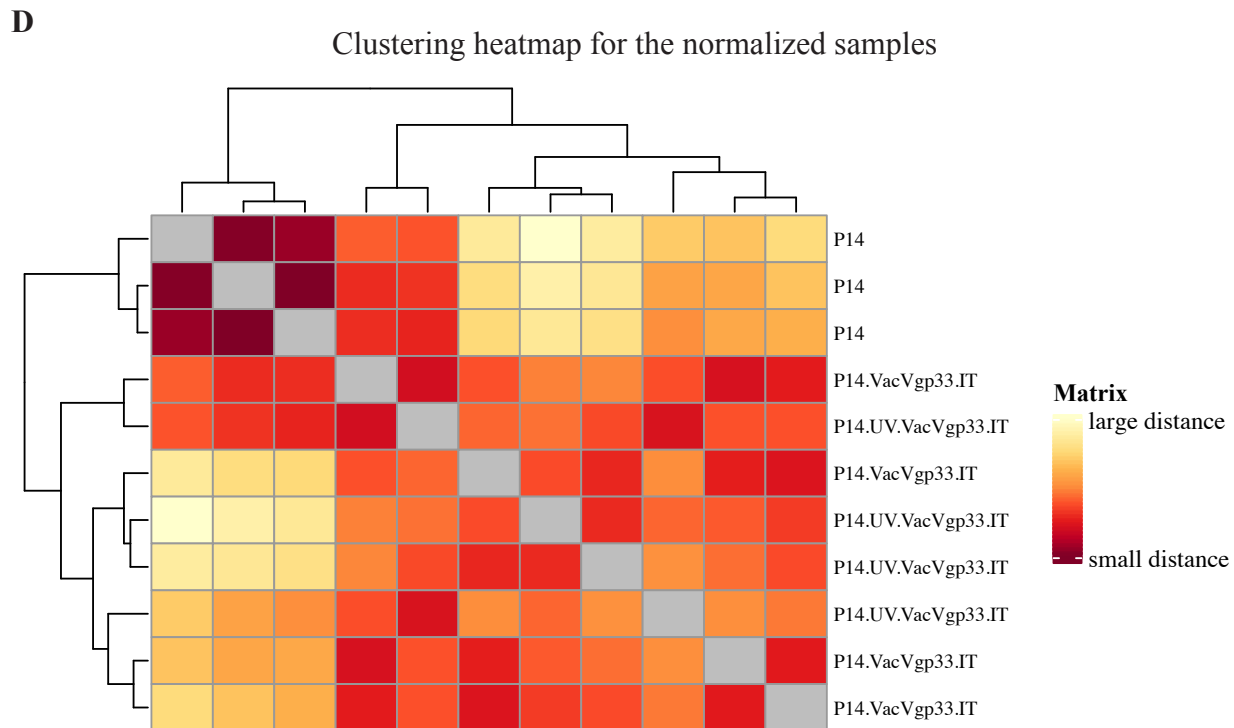 D
Clustering heatmap for the normalized samples
P14
P14
P14
P14.VacVgp33.IT
P14.UV.VacVgp33.IT
P14.VacVgp33.IT
P14.UV.VacVgp33.IT
P14.UV.VacVgp33.IT
P14.UV.VacVgp33.IT
P14.VacVgp33.IT
P14.VacVgp33.IT
Matrix
large distance
small distance